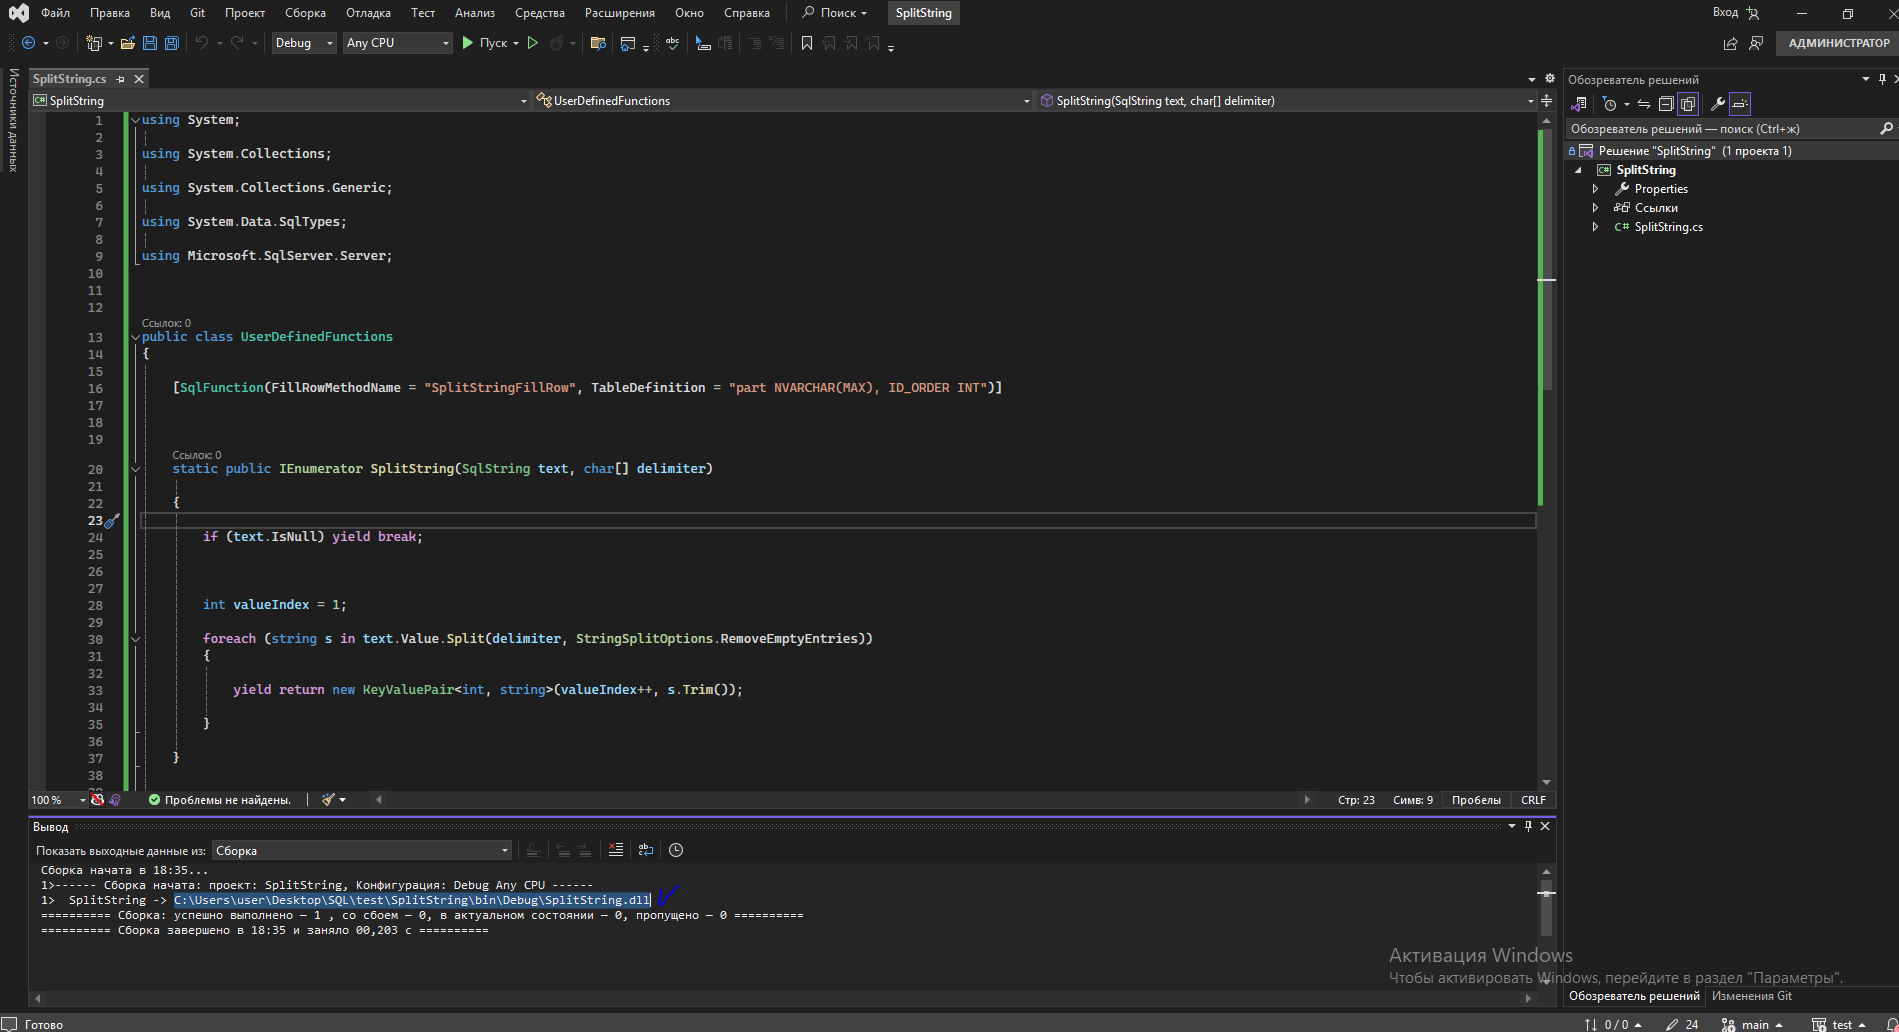 Файл Правка Вид Git Проект Сборка Отладка Тест Анализ Средства Расширения Окно Справка Поиск SplitString Вход
Debug Any CPU Пуск АДМИНИСТРАТОР
Источники данных
SplitString.cs
C# SplitString UserDefinedFunctions SplitString(SqlString text, char[] delimiter)
1 using System;
2
3 using System.Collections;
4
5 using System.Collections.Generic;
6
7 using System.Data.SqlTypes;
8
9 using Microsoft.SqlServer.Server;
10
11
12
Ссылок: 0
13 public class UserDefinedFunctions
14 {
15
16 [SqlFunction(FillRowMethodName = "SplitStringFillRow", TableDefinition = "part NVARCHAR(MAX), ID_ORDER INT")]
17
18
19
Ссылок: 0
20 static public IEnumerator SplitString(SqlString text, char[] delimiter)
21
22 {
23
24 if (text.IsNull) yield break;
25
26
27
28 int valueIndex = 1;
29
30 foreach (string s in text.Value.Split(delimiter, StringSplitOptions.RemoveEmptyEntries))
31 {
32
33 yield return new KeyValuePair<int, string>(valueIndex++, s.Trim());
34
35 }
36
37 }
38
100 % Проблемы не найдены. Стр: 23 Симв: 9 Пробелы CRLF
Вывод
Показать выходные данные из: Сборка
Сборка начата в 18:35...
1>------ Сборка начата: проект: SplitString, Конфигурация: Debug Any CPU ------
1> SplitString -> C:\Users\user\Desktop\SQL\test\SplitString\bin\Debug\SplitString.dll
========== Сборка: успешно выполнено – 1 , со сбоем – 0, в актуальном состоянии – 0, пропущено – 0 ==========
========== Сборка завершено в 18:35 и заняло 00,203 с ==========
Обозреватель решений
Обозреватель решений — поиск (Ctrl+ж)
Решение "SplitString" (1 проекта 1)
C# SplitString
Properties
Ссылки
C# SplitString.cs
Активация Windows
Чтобы активировать Windows, перейдите в раздел "Параметры".
Обозреватель решений Изменения Git
Готово 0 / 0 24 main test